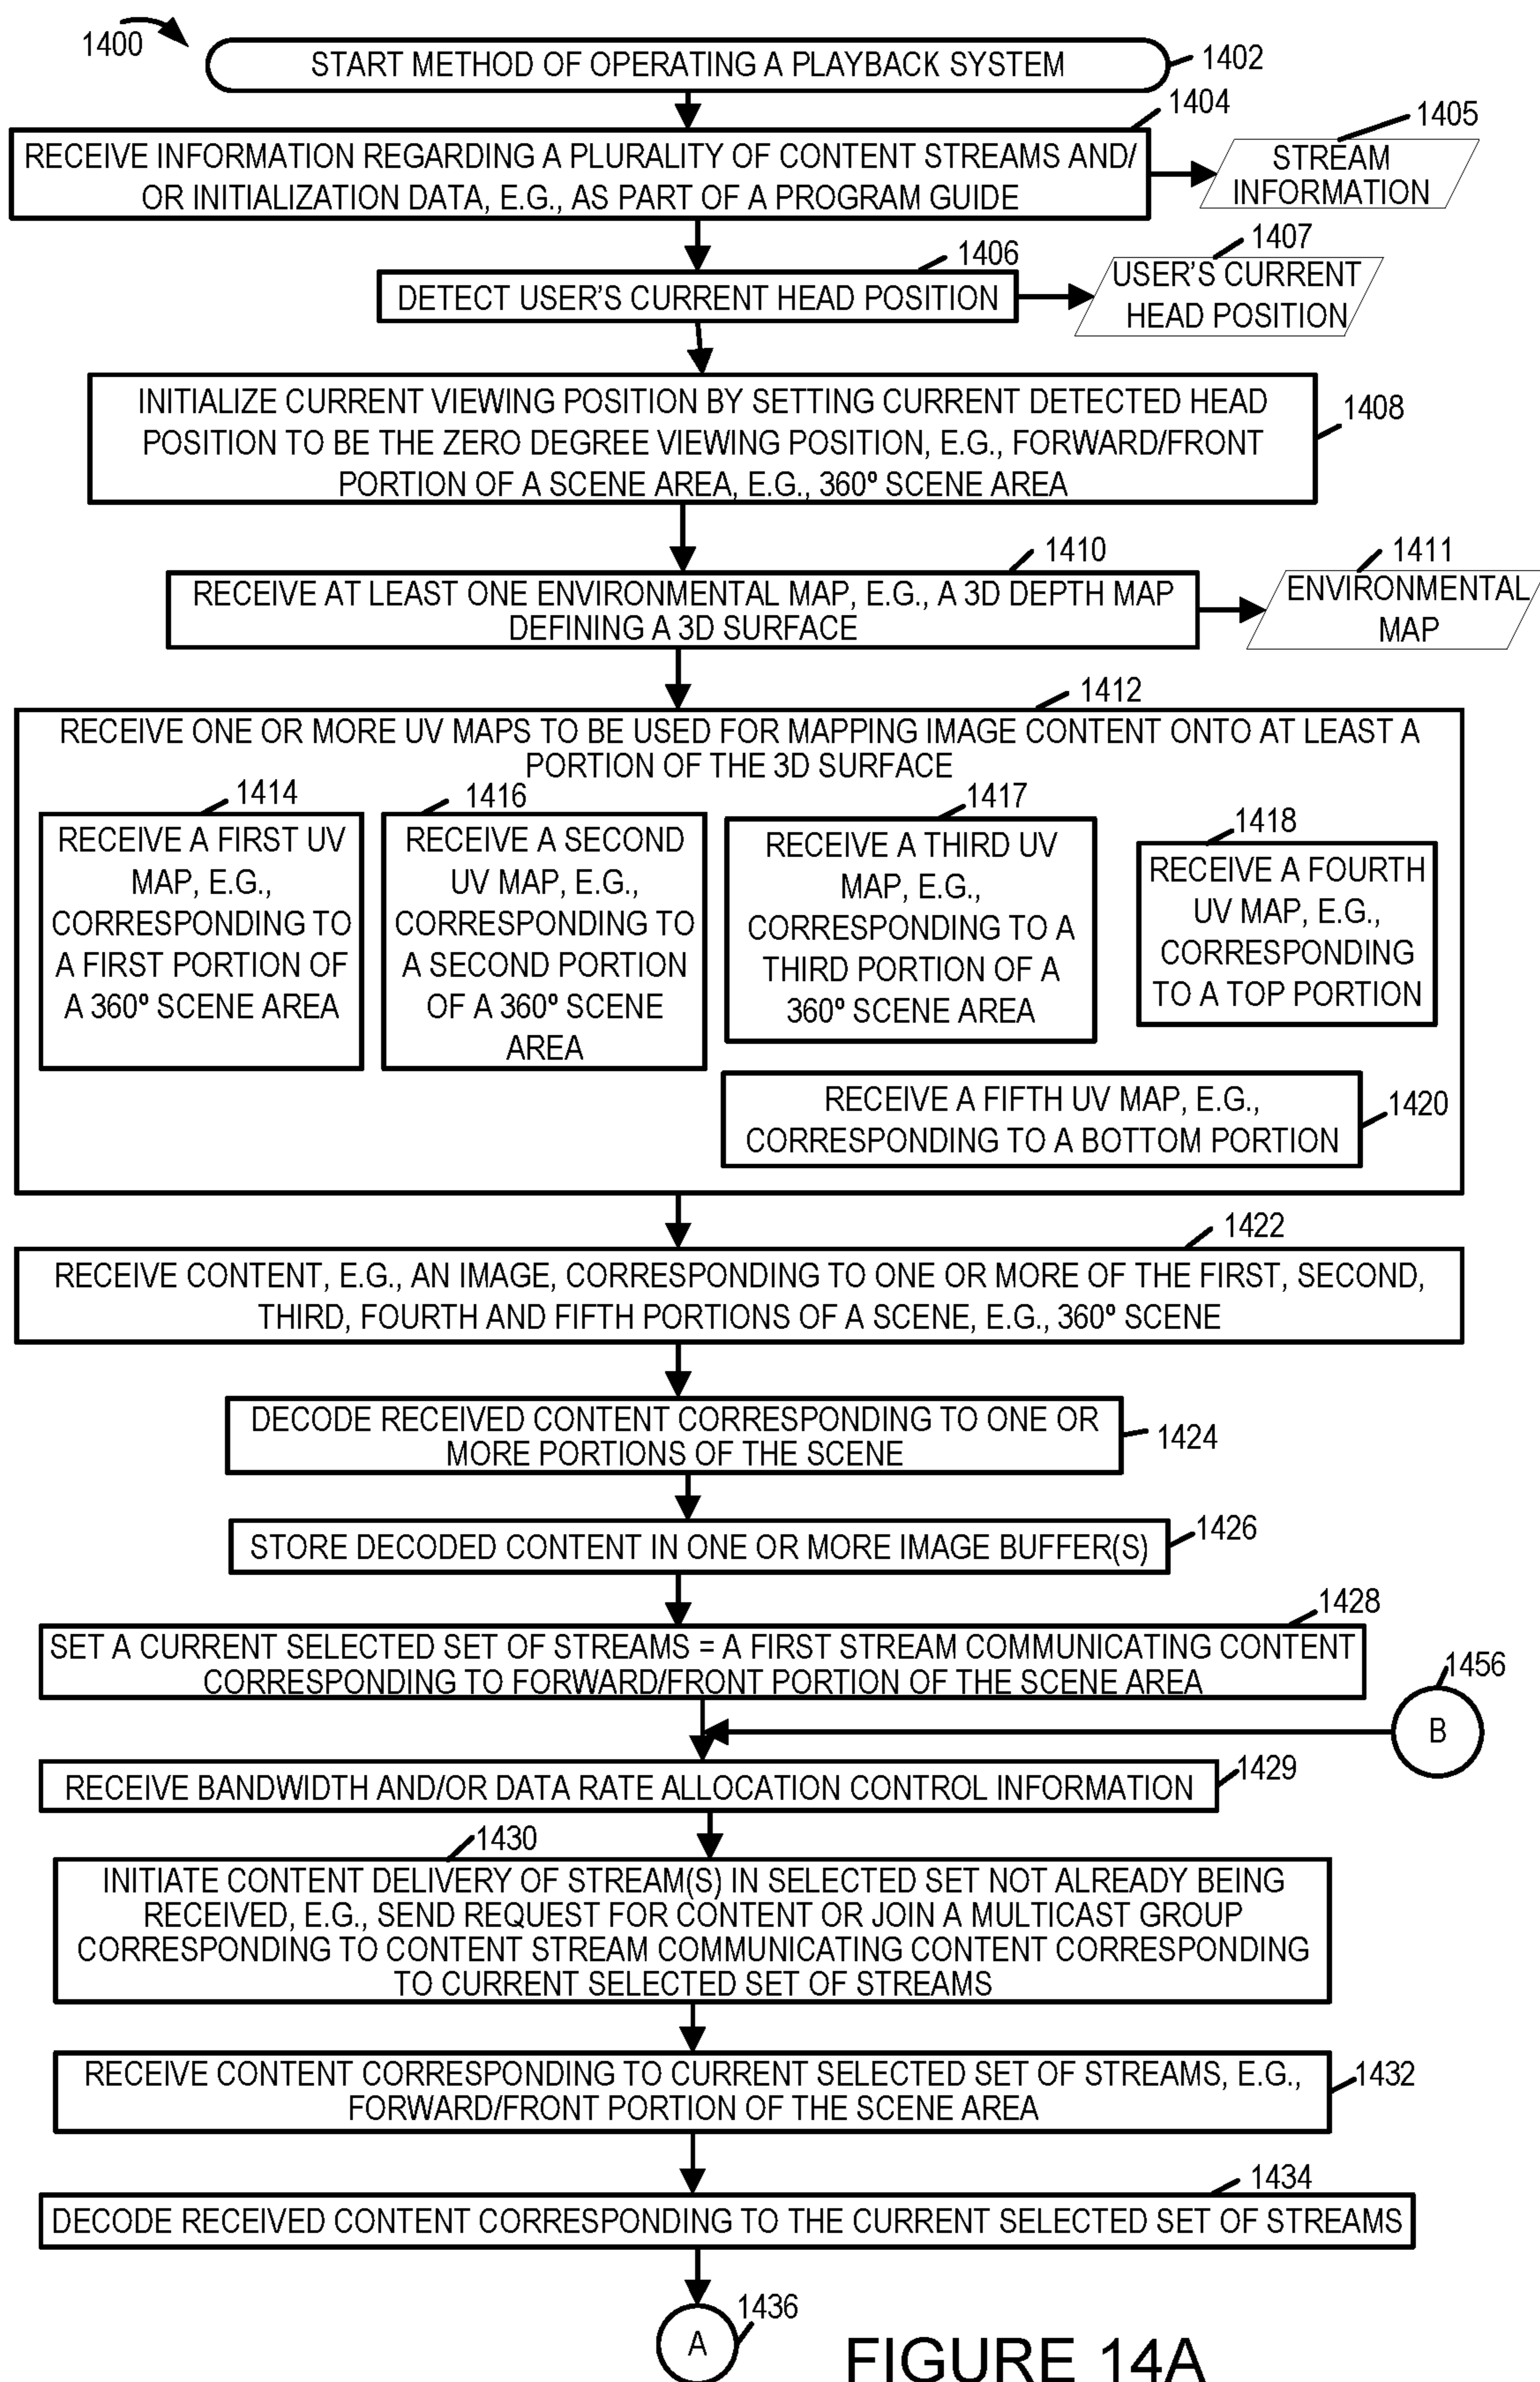 1400
START METHOD OF OPERATING A PLAYBACK SYSTEM
1402
1404
RECEIVE INFORMATION REGARDING A PLURALITY OF CONTENT STREAMS AND/
OR INITIALIZATION DATA, E.G., AS PART OF A PROGRAM GUIDE
1405
STREAM
INFORMATION
1406
DETECT USER'S CURRENT HEAD POSITION
1407
USER'S CURRENT
HEAD POSITION
INITIALIZE CURRENT VIEWING POSITION BY SETTING CURRENT DETECTED HEAD
POSITION TO BE THE ZERO DEGREE VIEWING POSITION, E.G., FORWARD/FRONT
PORTION OF A SCENE AREA, E.G., 360º SCENE AREA
1408
1410
RECEIVE AT LEAST ONE ENVIRONMENTAL MAP, E.G., A 3D DEPTH MAP
DEFINING A 3D SURFACE
1411
ENVIRONMENTAL
MAP
1412
RECEIVE ONE OR MORE UV MAPS TO BE USED FOR MAPPING IMAGE CONTENT ONTO AT LEAST A
PORTION OF THE 3D SURFACE
1414
RECEIVE A FIRST UV
MAP, E.G.,
CORRESPONDING TO
A FIRST PORTION OF
A 360º SCENE AREA
1416
RECEIVE A SECOND
UV MAP, E.G.,
CORRESPONDING TO
A SECOND PORTION
OF A 360º SCENE
AREA
1417
RECEIVE A THIRD UV
MAP, E.G.,
CORRESPONDING TO A
THIRD PORTION OF A
360º SCENE AREA
1418
RECEIVE A FOURTH
UV MAP, E.G.,
CORRESPONDING
TO A TOP PORTION
RECEIVE A FIFTH UV MAP, E.G.,
CORRESPONDING TO A BOTTOM PORTION
1420
1422
RECEIVE CONTENT, E.G., AN IMAGE, CORRESPONDING TO ONE OR MORE OF THE FIRST, SECOND,
THIRD, FOURTH AND FIFTH PORTIONS OF A SCENE, E.G., 360º SCENE
DECODE RECEIVED CONTENT CORRESPONDING TO ONE OR
MORE PORTIONS OF THE SCENE
1424
STORE DECODED CONTENT IN ONE OR MORE IMAGE BUFFER(S)
1426
1428
SET A CURRENT SELECTED SET OF STREAMS = A FIRST STREAM COMMUNICATING CONTENT
CORRESPONDING TO FORWARD/FRONT PORTION OF THE SCENE AREA
1456
B
RECEIVE BANDWIDTH AND/OR DATA RATE ALLOCATION CONTROL INFORMATION
1429
1430
INITIATE CONTENT DELIVERY OF STREAM(S) IN SELECTED SET NOT ALREADY BEING
RECEIVED, E.G., SEND REQUEST FOR CONTENT OR JOIN A MULTICAST GROUP
CORRESPONDING TO CONTENT STREAM COMMUNICATING CONTENT CORRESPONDING
TO CURRENT SELECTED SET OF STREAMS
RECEIVE CONTENT CORRESPONDING TO CURRENT SELECTED SET OF STREAMS, E.G.,
FORWARD/FRONT PORTION OF THE SCENE AREA
1432
1434
DECODE RECEIVED CONTENT CORRESPONDING TO THE CURRENT SELECTED SET OF STREAMS
1436
A
FIGURE 14A